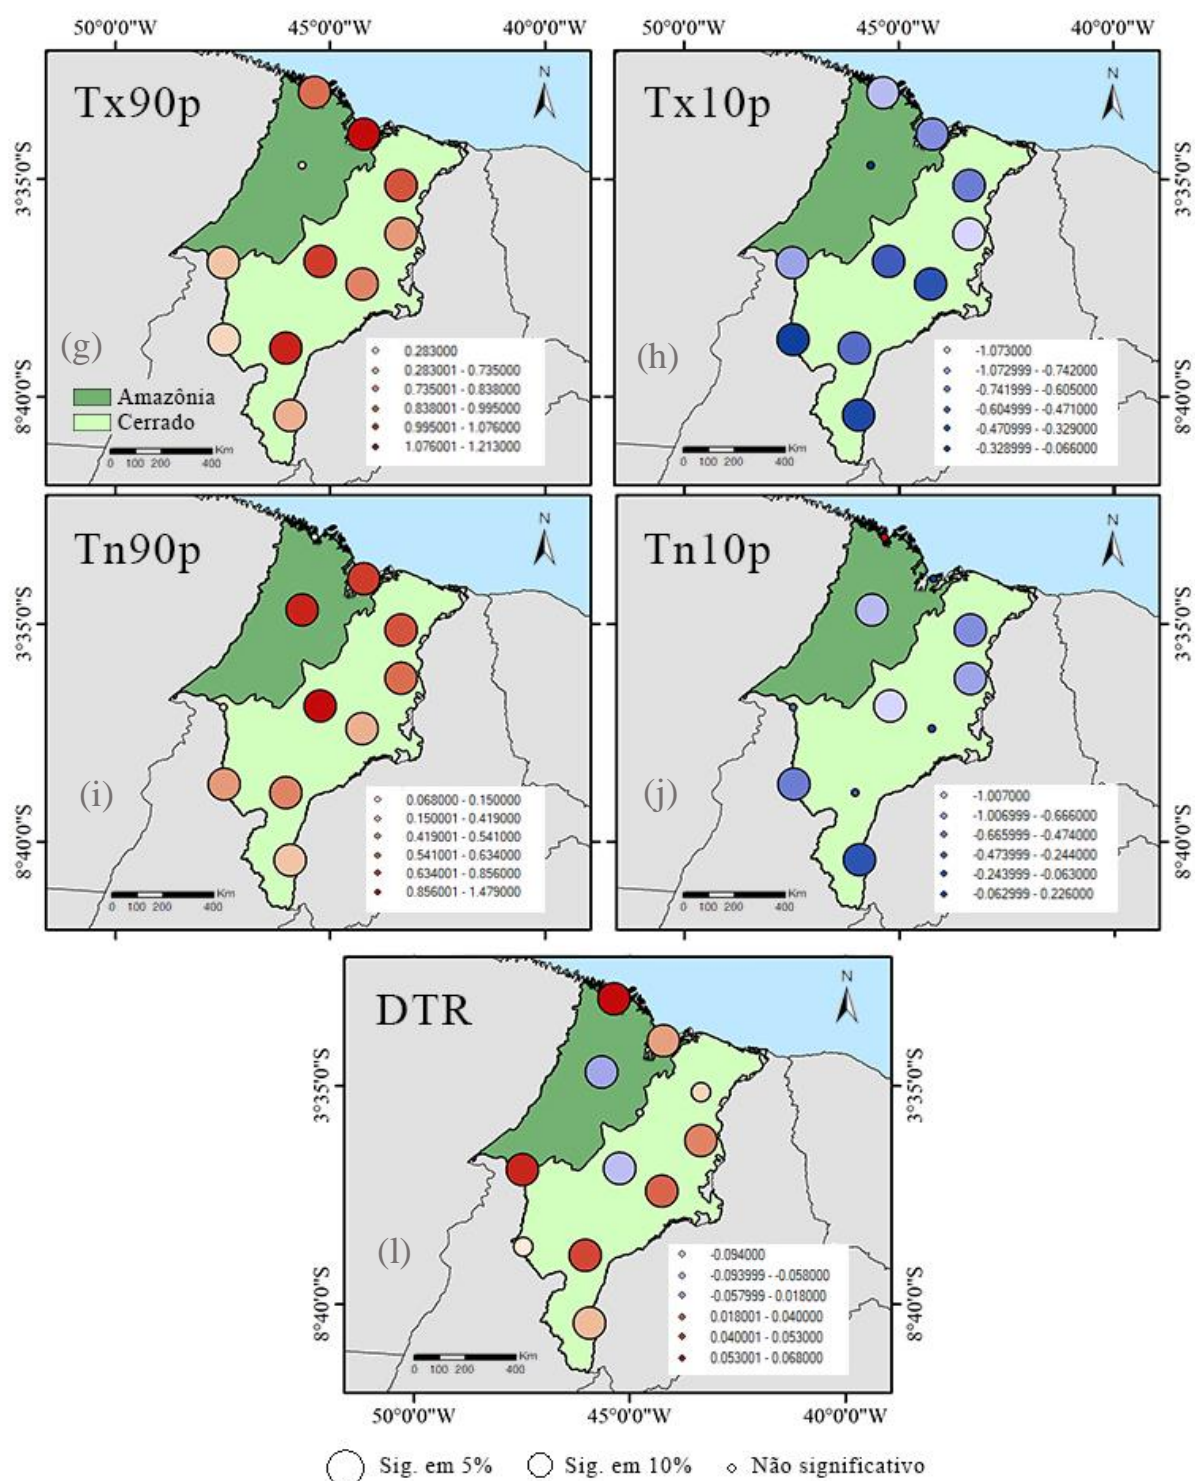 50°0'0"W 45°0'0"W 40°0'0"W 50°0'0"W 45°0'0"W 40°0'0"W
Tx90p
N
3°35'0"S
8°40'0"S
(g)
Amazônia
Cerrado
0 100 200 400 Km
0.283000
0.283001 - 0.735000
0.735001 - 0.838000
0.838001 - 0.995000
0.995001 - 1.076000
1.076001 - 1.213000
Tx10p
N
3°35'0"S
8°40'0"S
(h)
0 100 200 400 Km
-1.073000
-1.072999 - -0.742000
-0.741999 - -0.605000
-0.604999 - -0.471000
-0.470999 - -0.329000
-0.328999 - -0.066000
Tn90p
N
3°35'0"S
8°40'0"S
(i)
0 100 200 400 Km
0.068000 - 0.150000
0.150001 - 0.419000
0.419001 - 0.541000
0.541001 - 0.634000
0.634001 - 0.856000
0.856001 - 1.479000
Tn10p
N
3°35'0"S
8°40'0"S
(j)
0 100 200 400 Km
-1.007000
-1.006999 - -0.666000
-0.665999 - -0.474000
-0.473999 - -0.244000
-0.243999 - -0.063000
-0.062999 - 0.226000
DTR
N
3°35'0"S 3°35'0"S
8°40'0"S 8°40'0"S
(l)
0 100 200 400 Km
-0.094000
-0.093999 - -0.058000
-0.057999 - 0.018000
0.018001 - 0.040000
0.040001 - 0.053000
0.053001 - 0.068000
50°0'0"W 45°0'0"W 40°0'0"W
Sig. em 5% Sig. em 10% Não significativo